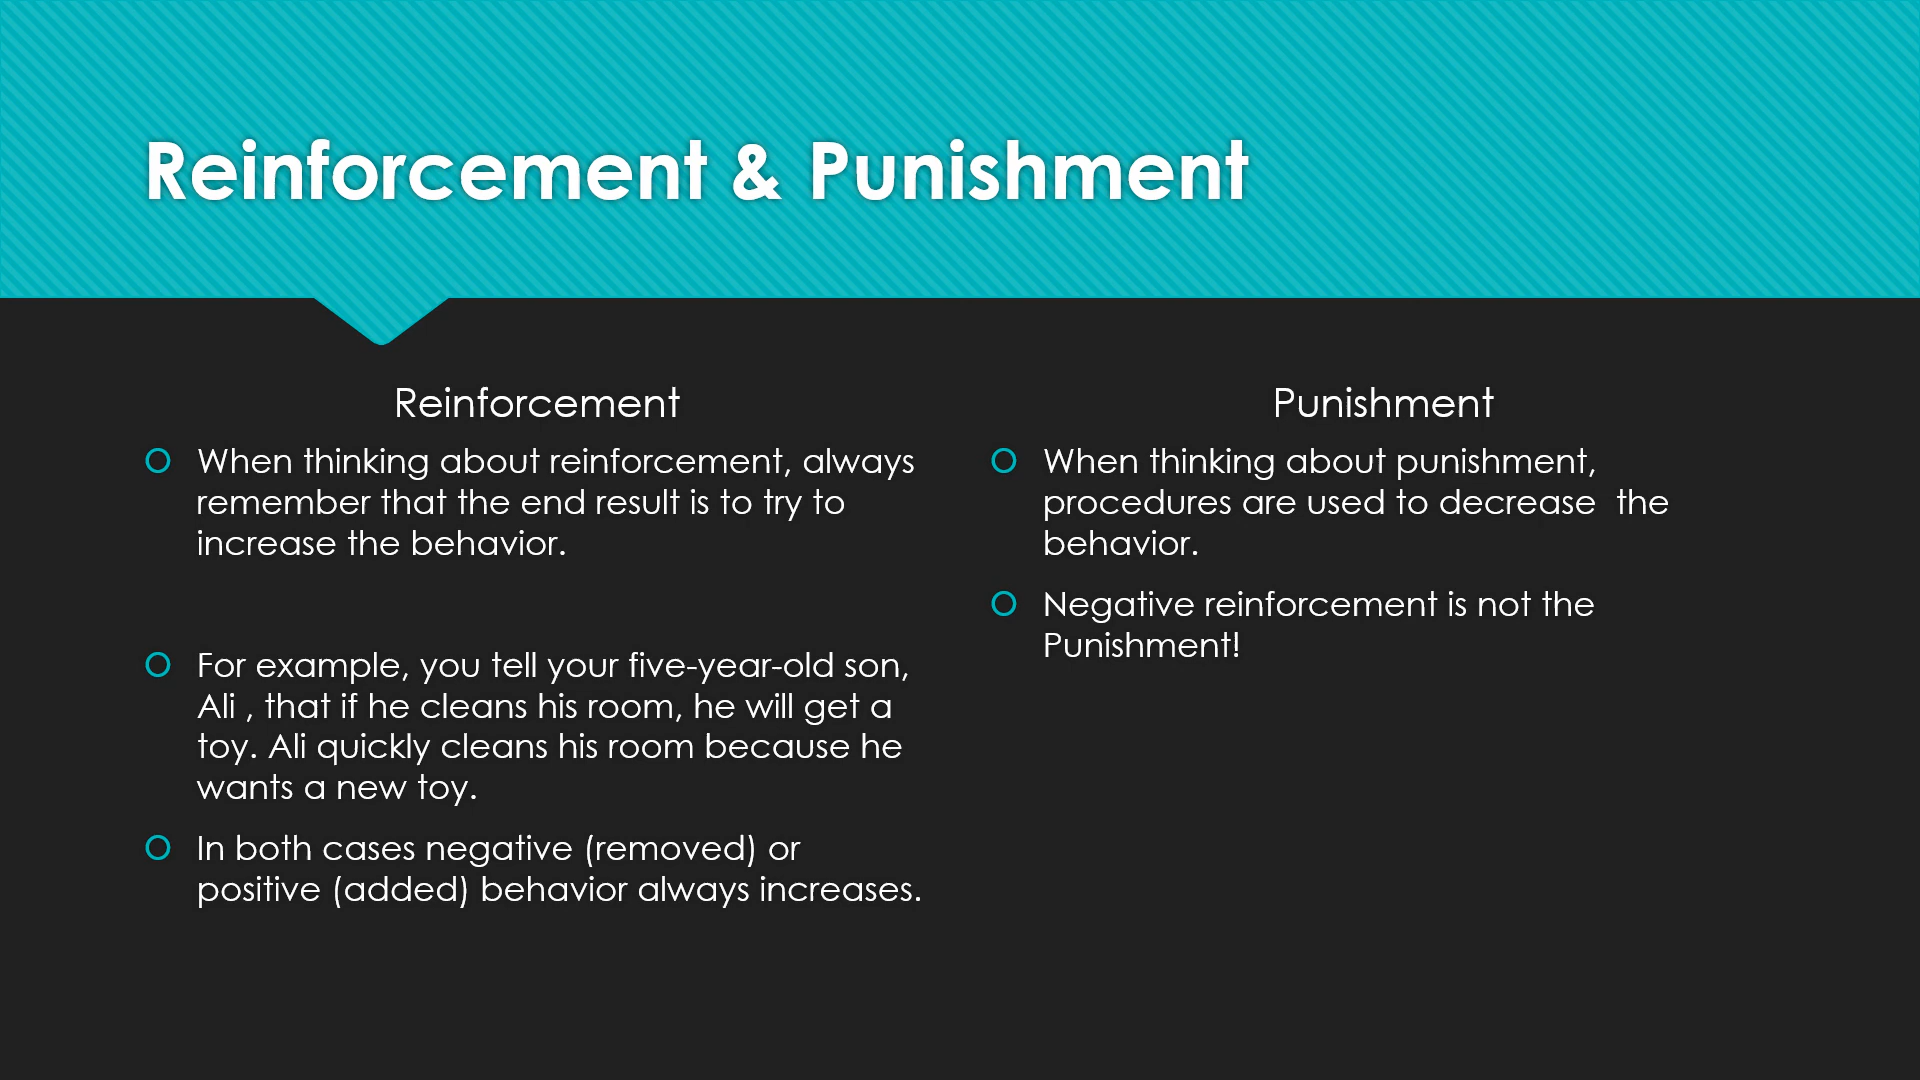 Reinforcement & Punishment
Reinforcement
When thinking about reinforcement, always
remember that the end result is to try to
increase the behavior.
For example, you tell your five-year-old son,
Ali , that if he cleans his room, he will get a
toy. Ali quickly cleans his room because he
wants a new toy.
In both cases negative (removed) or
positive (added) behavior always increases.
Punishment
When thinking about punishment,
procedures are used to decrease  the
behavior.
Negative reinforcement is not the
Punishment!